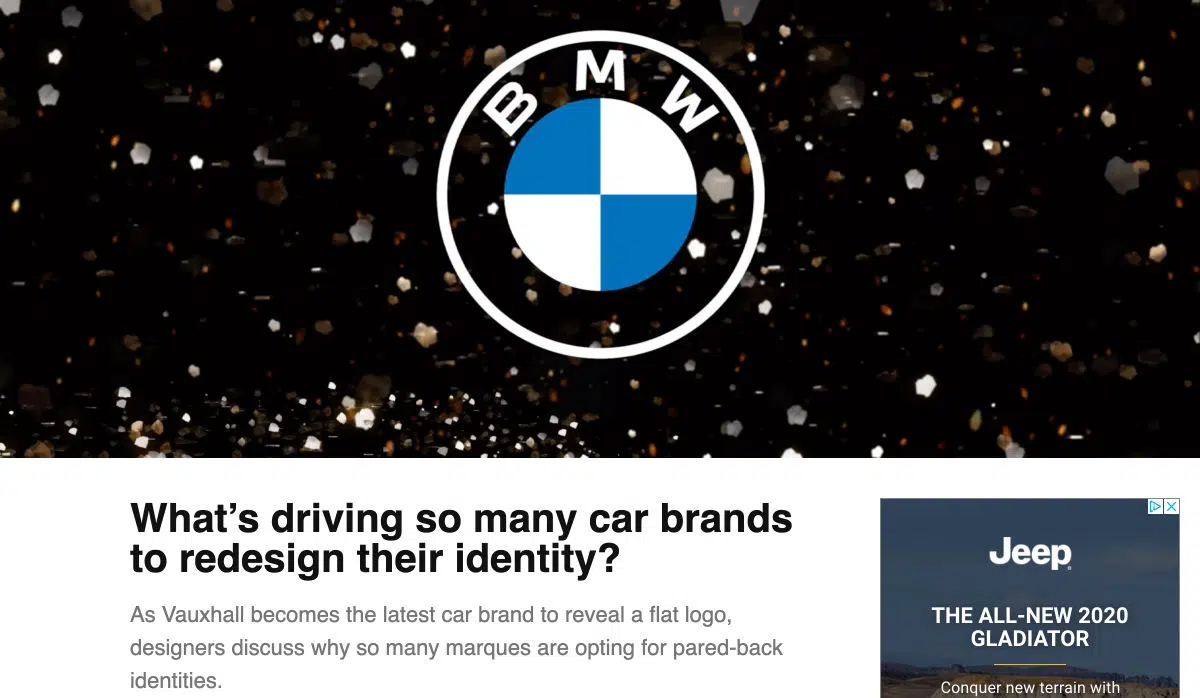 BMW
What’s driving so many car brands
to redesign their identity?
As Vauxhall becomes the latest car brand to reveal a flat logo,
designers discuss why so many marques are opting for pared-back
identities.
Jeep
THE ALL-NEW 2020
GLADIATOR
Conquer new terrain with